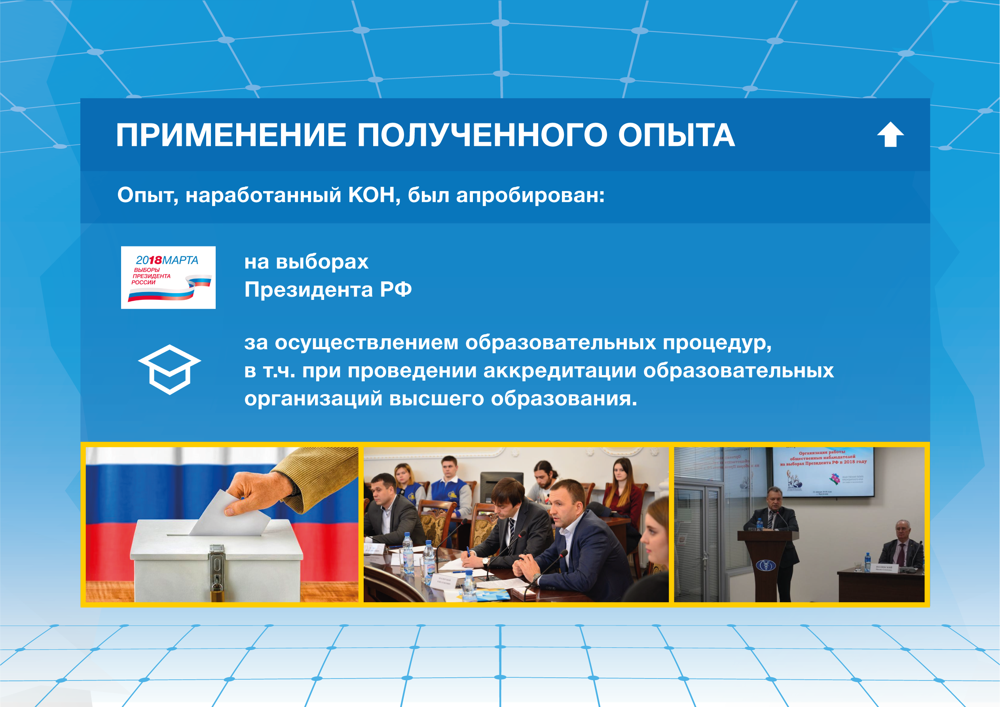 ПРИМЕНЕНИЕ ПОЛУЧЕННОГО ОПЫТА
Опыт, наработанный КОН, был апробирован:
2018МАРТА
ВЫБОРЫ
ПРЕЗИДЕНТА
РОССИИ
на выборах
Президента РФ
за осуществлением образовательных процедур,
в т.ч. при проведении аккредитации образовательных
организаций высшего образования.
Организация работы
общественных наблюдателей
на выборах Президента РФ в 2018 году